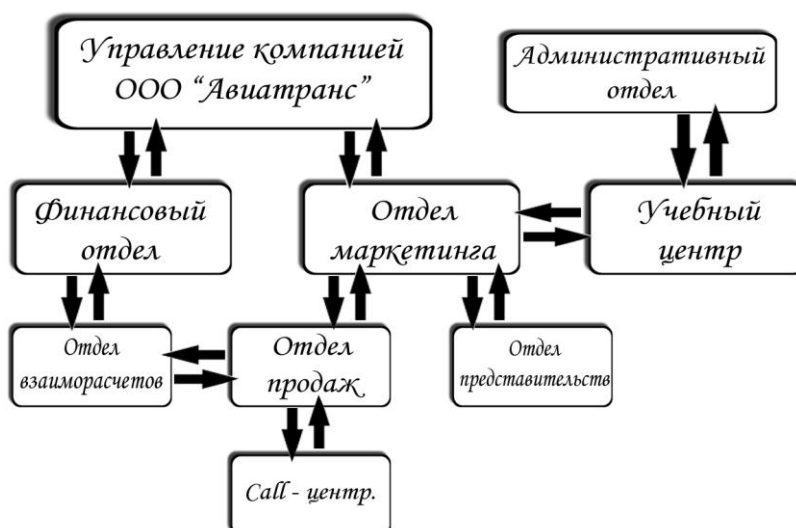 Управление компанией
ООО “Авиатранс”
Административный
отдел
Финансовый
отдел
Отдел
маркетинга
Учебный
центр
Отдел
взаиморасчетов
Отдел
продаж
Отдел
представительств
Call - центр.